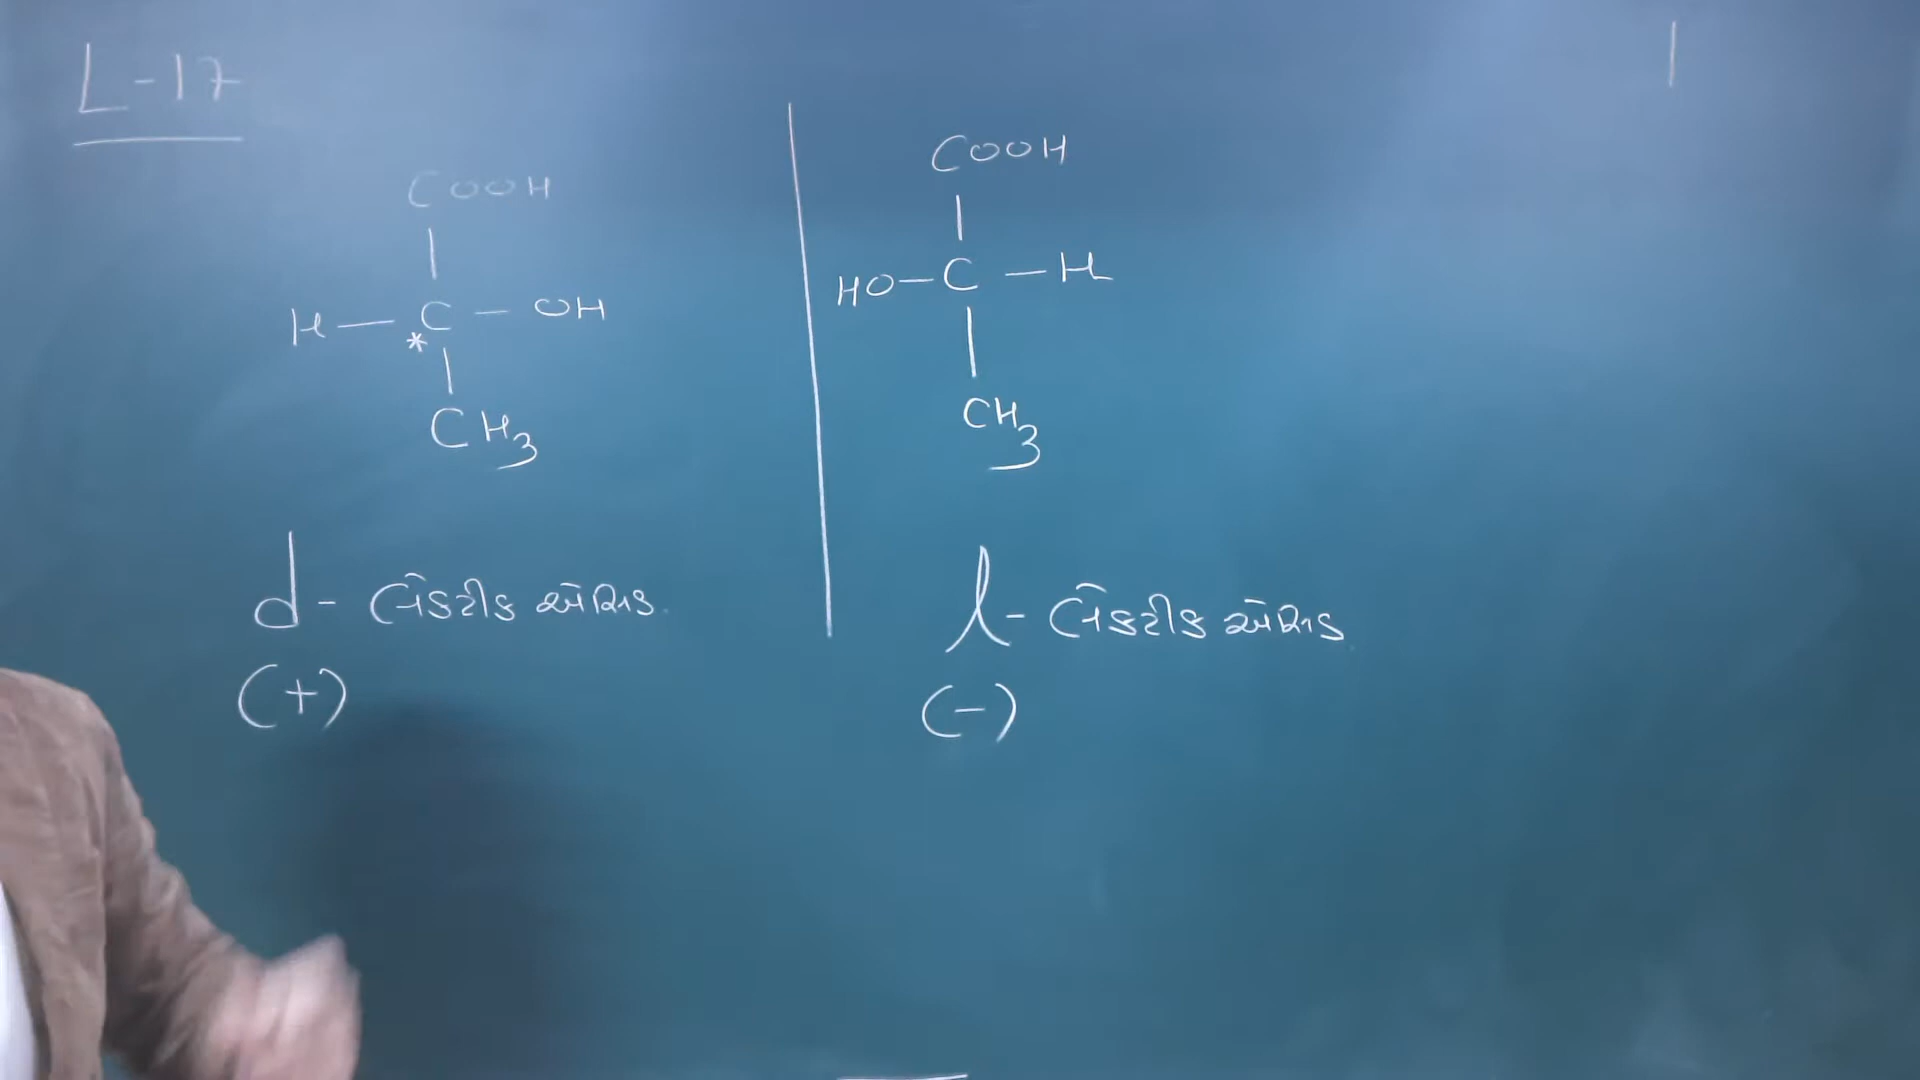 L-17
COOH
|
H — C — OH
*
|
CH3
d - લેક્ટીક એસિડ
(+)
COOH
|
HO — C — H
|
CH3
l - લેક્ટીક એસિડ
(-)